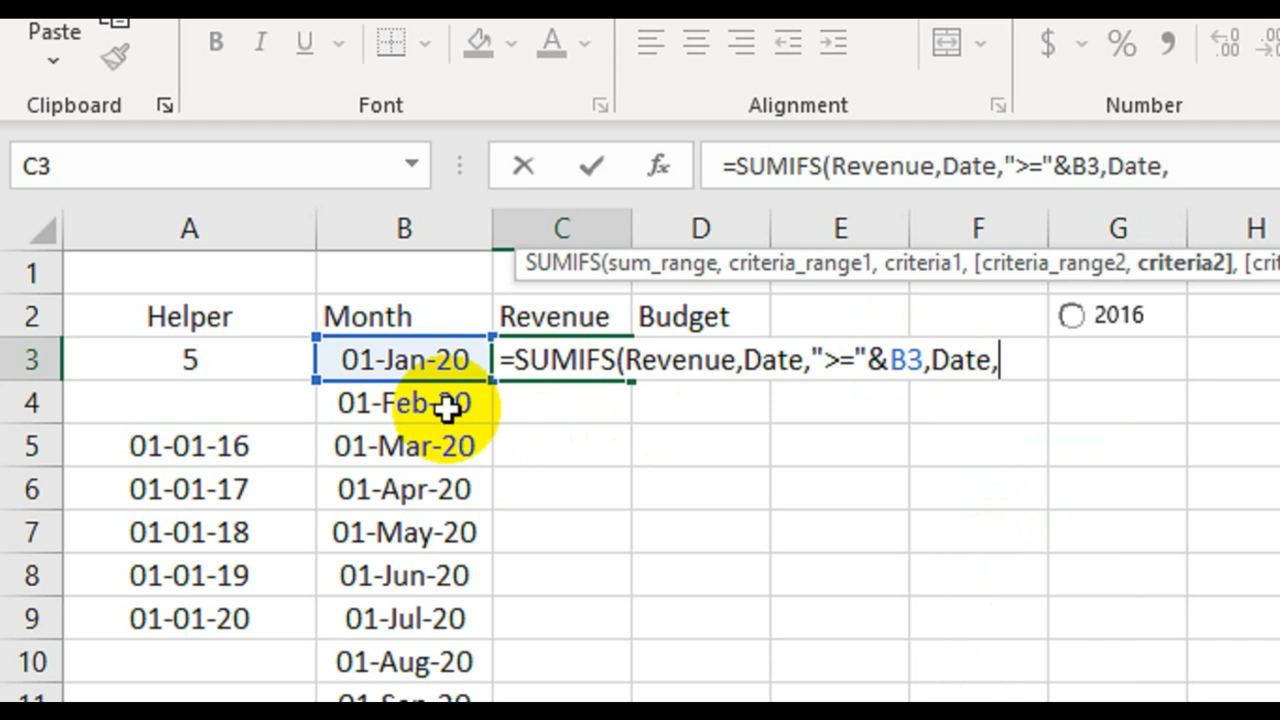 Paste
B I U A $ % , .00
Clipboard Font Alignment Number
C3 fx =SUMIFS(Revenue,Date,">="&B3,Date,
A B C D E F G H
SUMIFS(sum_range, criteria_range1, criteria1, [criteria_range2, criteria2], [crit
1
2 Helper Month Revenue Budget 2016
3 5 01-Jan-20 =SUMIFS(Revenue,Date,">="&B3,Date,
4 01-Feb-20
5 01-01-16 01-Mar-20
6 01-01-17 01-Apr-20
7 01-01-18 01-May-20
8 01-01-19 01-Jun-20
9 01-01-20 01-Jul-20
10 01-Aug-20